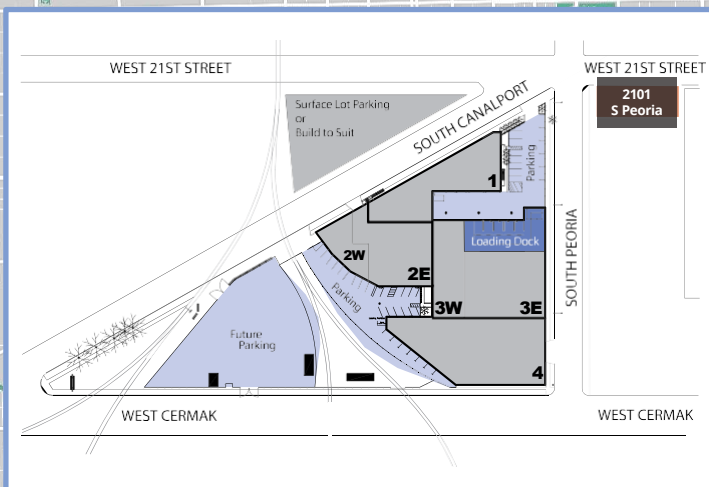 WEST 21ST STREET
WEST 21ST STREET
2101
S Peoria
Surface Lot Parking
or
Build to Suit
SOUTH CANALPORT
Parking
1
SOUTH PEORIA
Loading Dock
2W
2E
3W
3E
Parking
Future
Parking
4
WEST CERMAK
WEST CERMAK